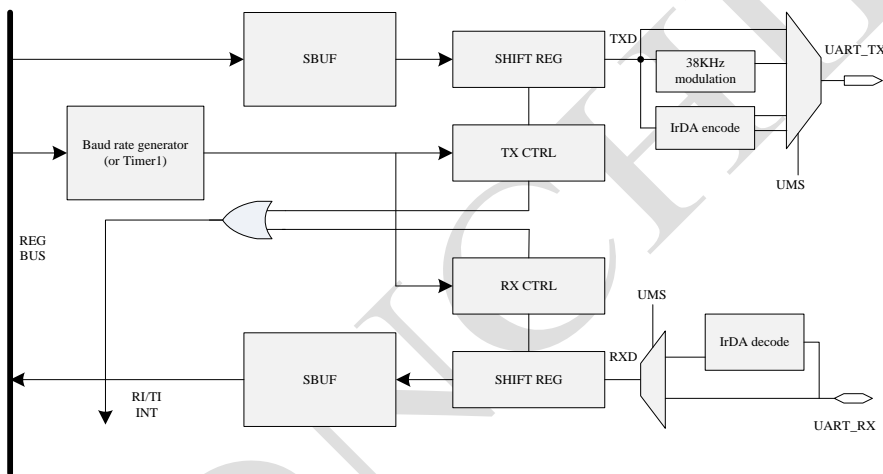 SBUF
SHIFT REG
TXD
38KHz
modulation
UART_TX
Baud rate generator
(or Timer1)
TX CTRL
IrDA encode
UMS
REG
BUS
RX CTRL
UMS
IrDA decode
RI/TI
INT
SBUF
SHIFT REG
RXD
UART_RX